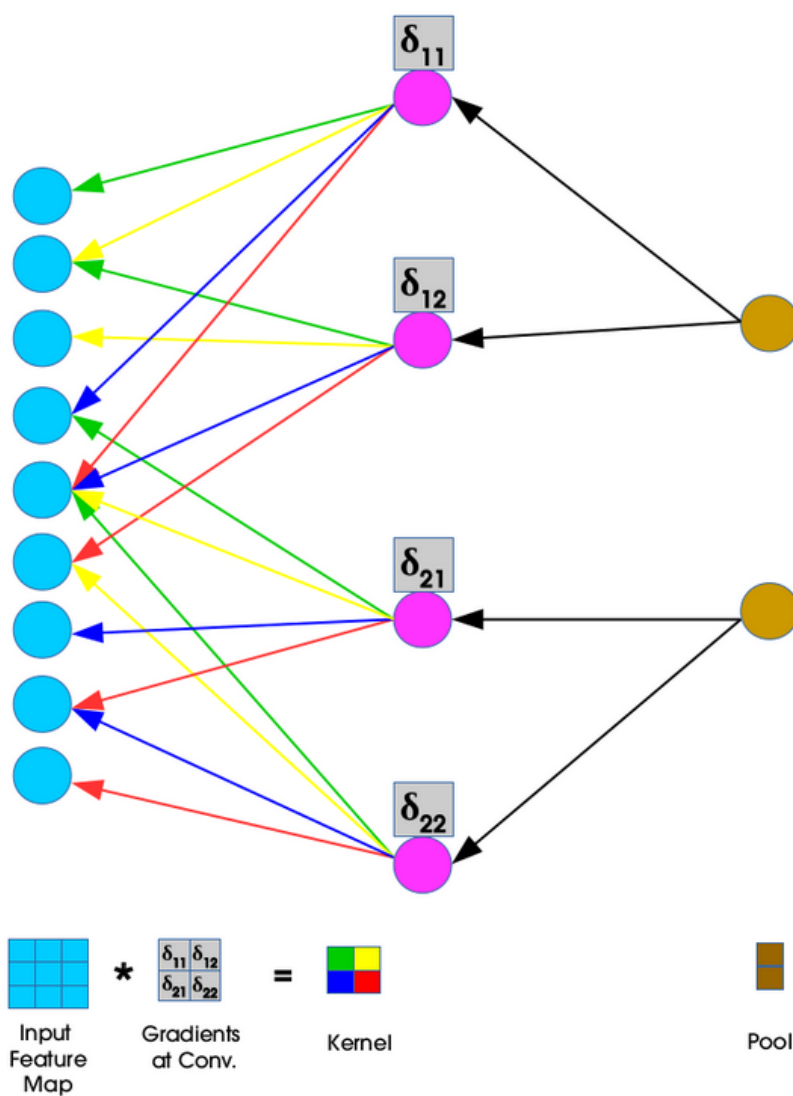 δ11
δ12
δ21
δ22
δ11 δ12
* =
δ21 δ22
Input
Feature
Map
Gradients
at Conv.
Kernel
Pool